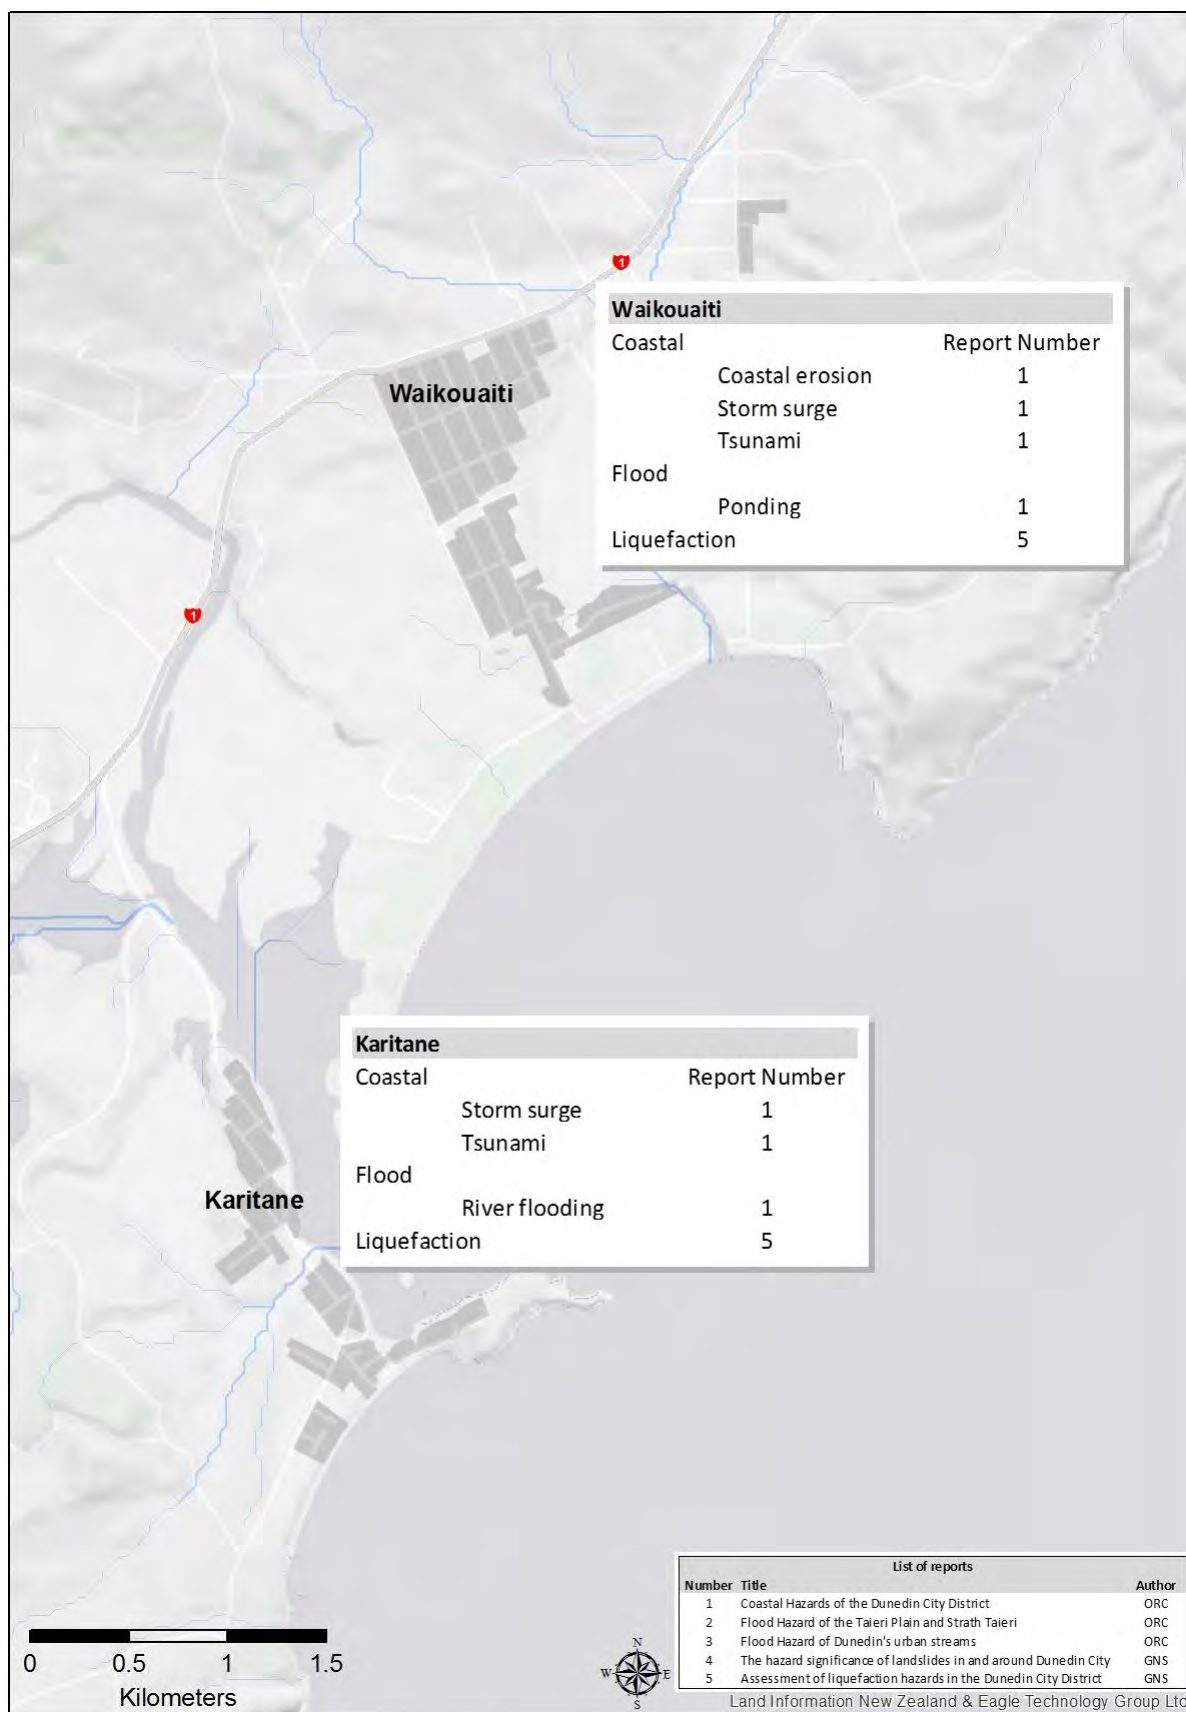 1
Waikouaiti
Coastal Report Number
Coastal erosion 1
Storm surge 1
Tsunami 1
Flood
Ponding 1
Liquefaction 5
Waikouaiti
1
Karitane
Coastal Report Number
Storm surge 1
Tsunami 1
Flood
River flooding 1
Liquefaction 5
Karitane
List of reports
Number Title Author
1 Coastal Hazards of the Dunedin City District ORC
2 Flood Hazard of the Taieri Plain and Strath Taieri ORC
3 Flood Hazard of Dunedin's urban streams ORC
4 The hazard significance of landslides in and around Dunedin City GNS
5 Assessment of liquefaction hazards in the Dunedin City District GNS
0 0.5 1 1.5
Kilometers
N
W E
S
Land Information New Zealand & Eagle Technology Group Ltd